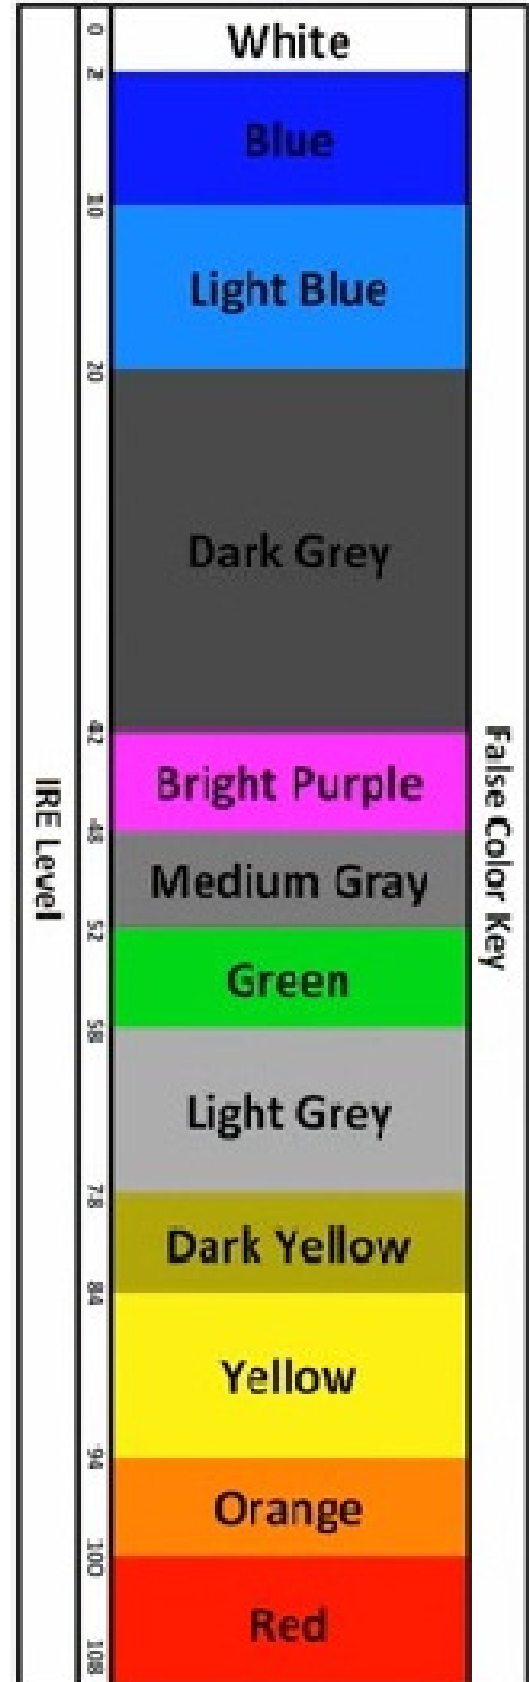 0
White
2
Blue
10
Light Blue
20
Dark Grey
42
Bright Purple
48
Medium Gray
52
Green
58
Light Grey
78
Dark Yellow
84
Yellow
94
Orange
100
Red
108
IRE Level
False Color Key